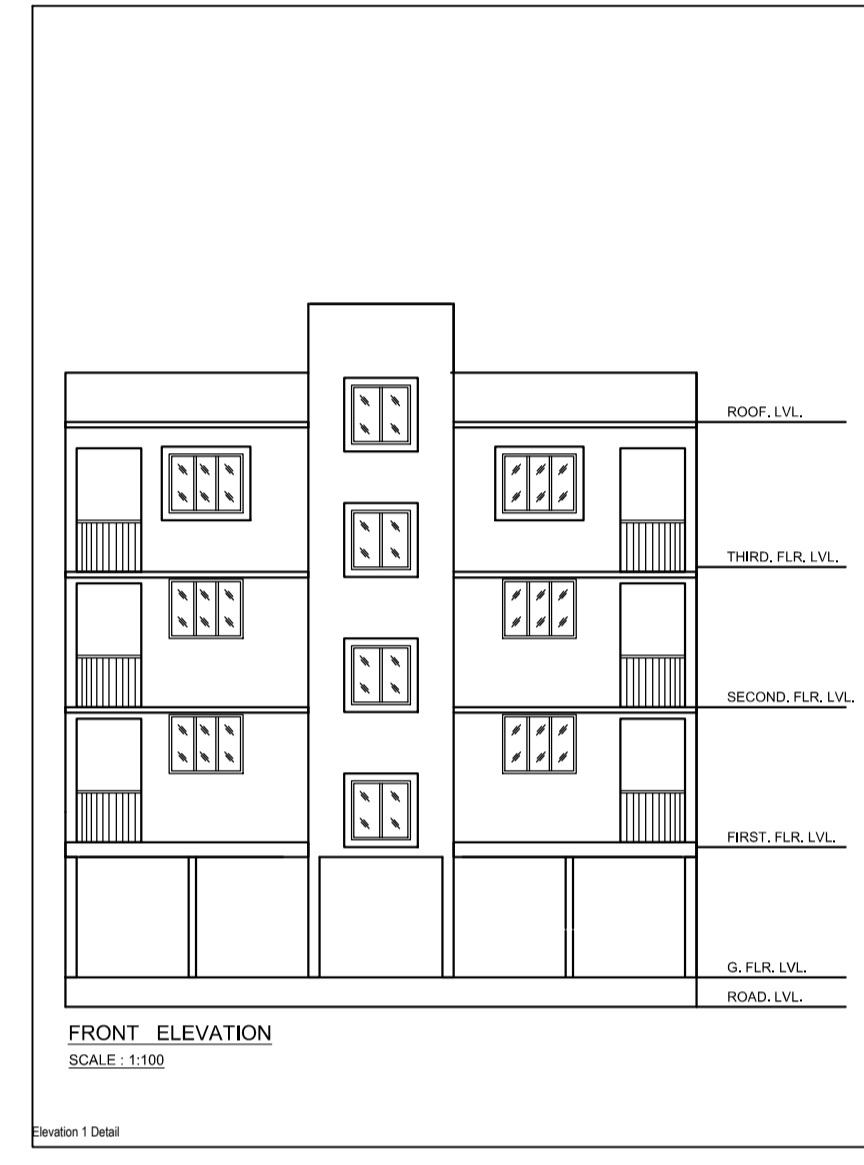 ROOF. LVL.
THIRD. FLR. LVL.
SECOND. FLR. LVL.
FIRST. FLR. LVL.
G. FLR. LVL.
ROAD. LVL.
FRONT ELEVATION
SCALE : 1:100
Elevation 1 Detail